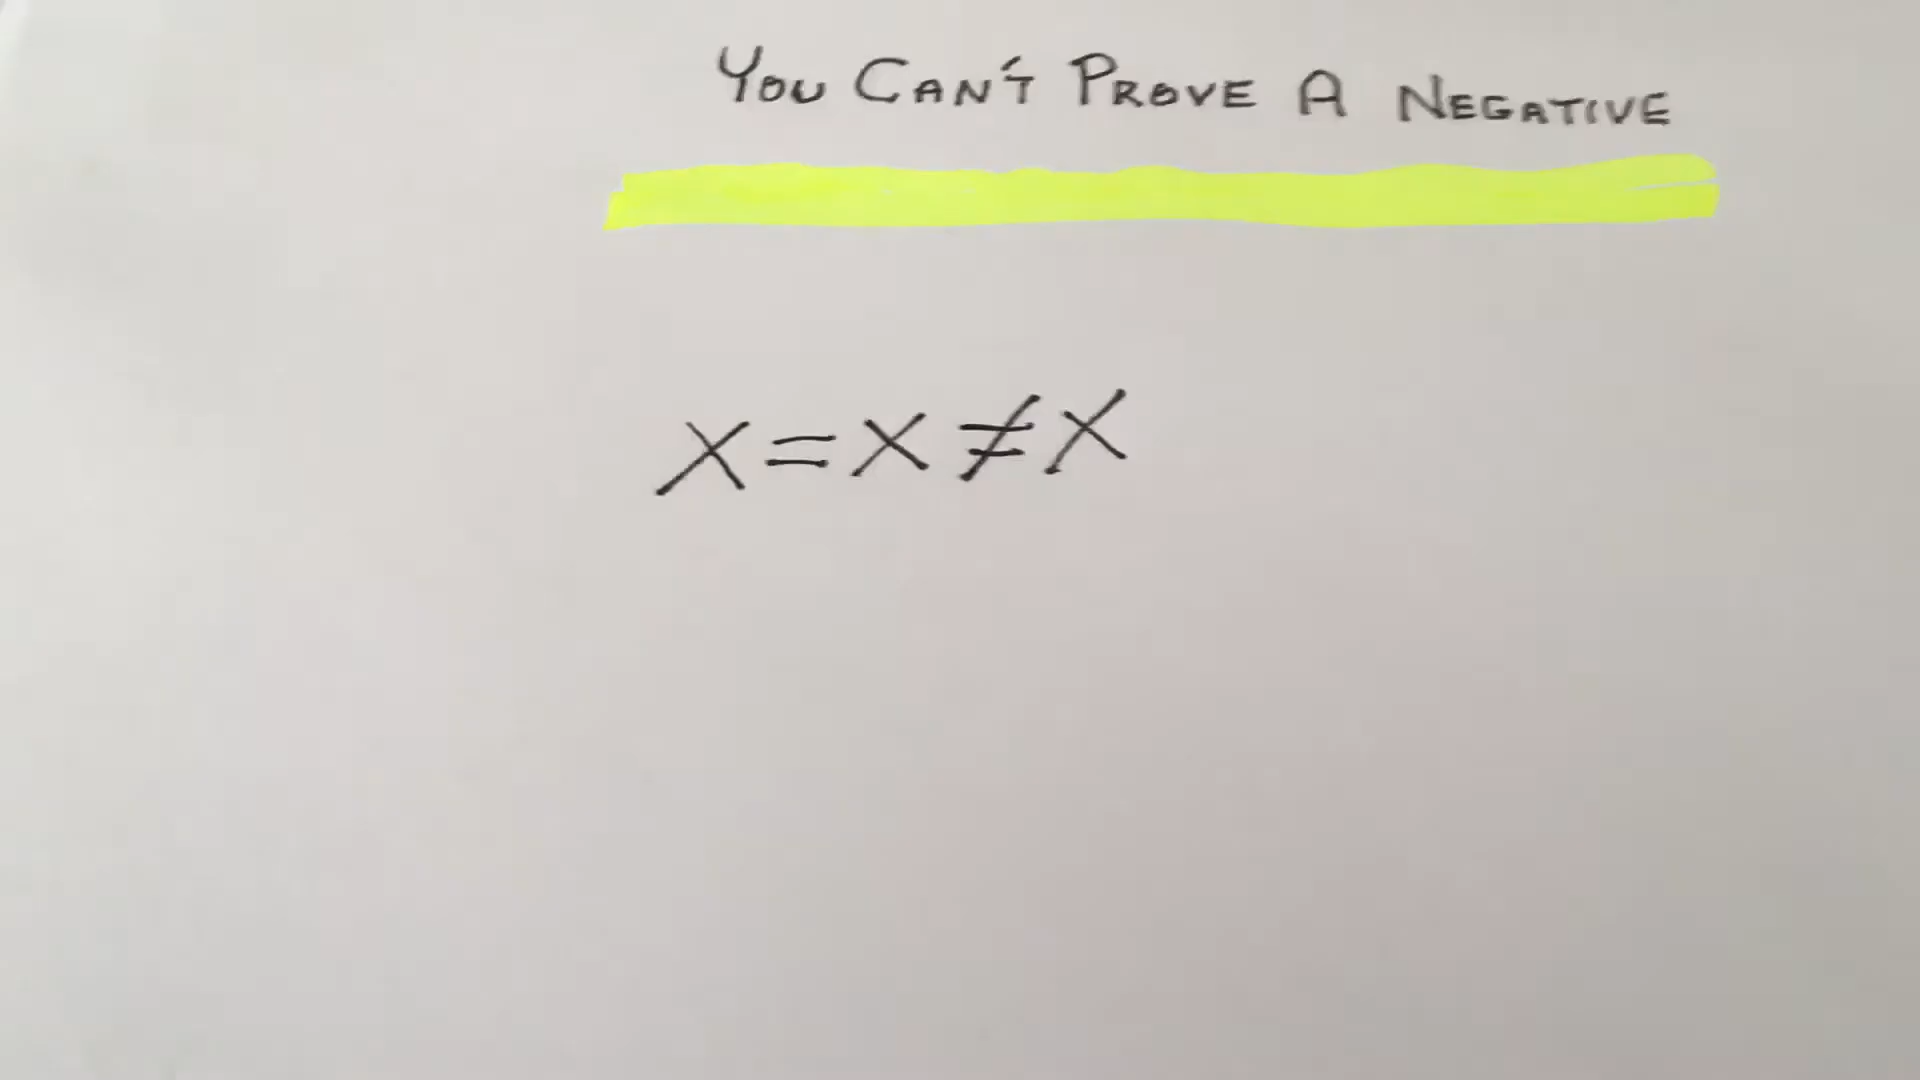 You Can't Prove A Negative
X = X ≠ X